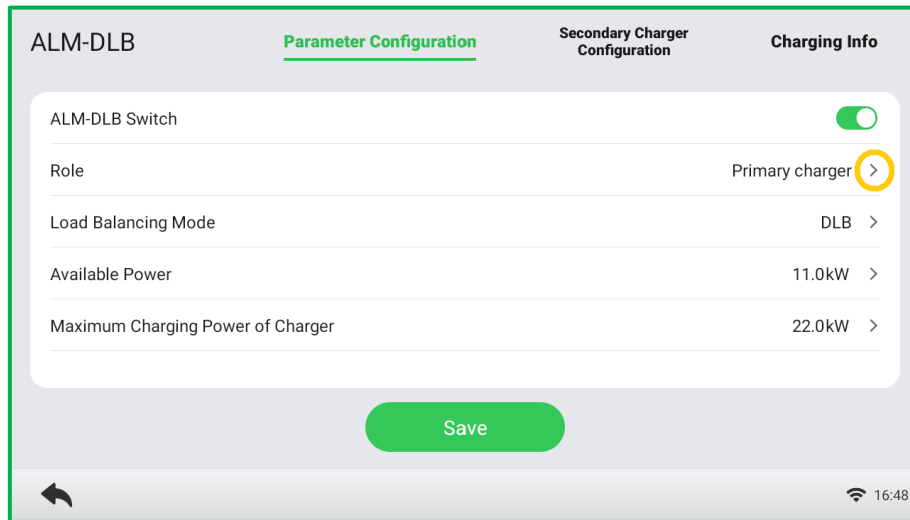 ALM-DLB
Parameter Configuration
Secondary Charger
Configuration
Charging Info
ALM-DLB Switch
Role
Primary charger
Load Balancing Mode
DLB
Available Power
11.0kW
Maximum Charging Power of Charger
22.0kW
Save
16:48